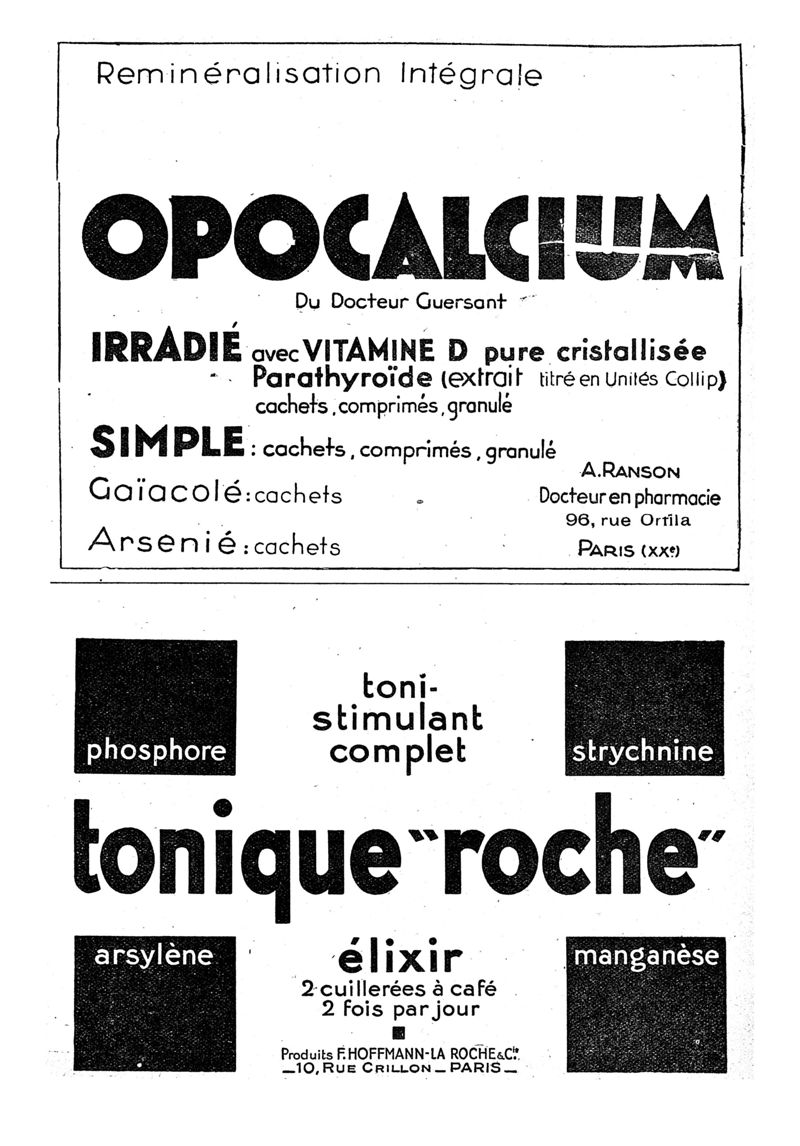 Reminéralisation Intégrale
OPOCALCIUM
Du Docteur Guersant
IRRADIÉ avec VITAMINE D pure cristallisée
Parathyroïde (extrait titré en Unités Collip)
cachets, comprimés, granulé
SIMPLE : cachets, comprimés, granulé
Gaïacolé : cachets
Arsenié : cachets
A. RANSON
Docteur en pharmacie
96, rue Orfila
PARIS (XXe)
phosphore
toni-
stimulant
complet
strychnine
tonique "roche"
arsylène
élixir
2 cuillerées à café
2 fois par jour
manganèse
Produits F. HOFFMANN-LA ROCHE & Cie.
_10, RUE CRILLON _ PARIS_